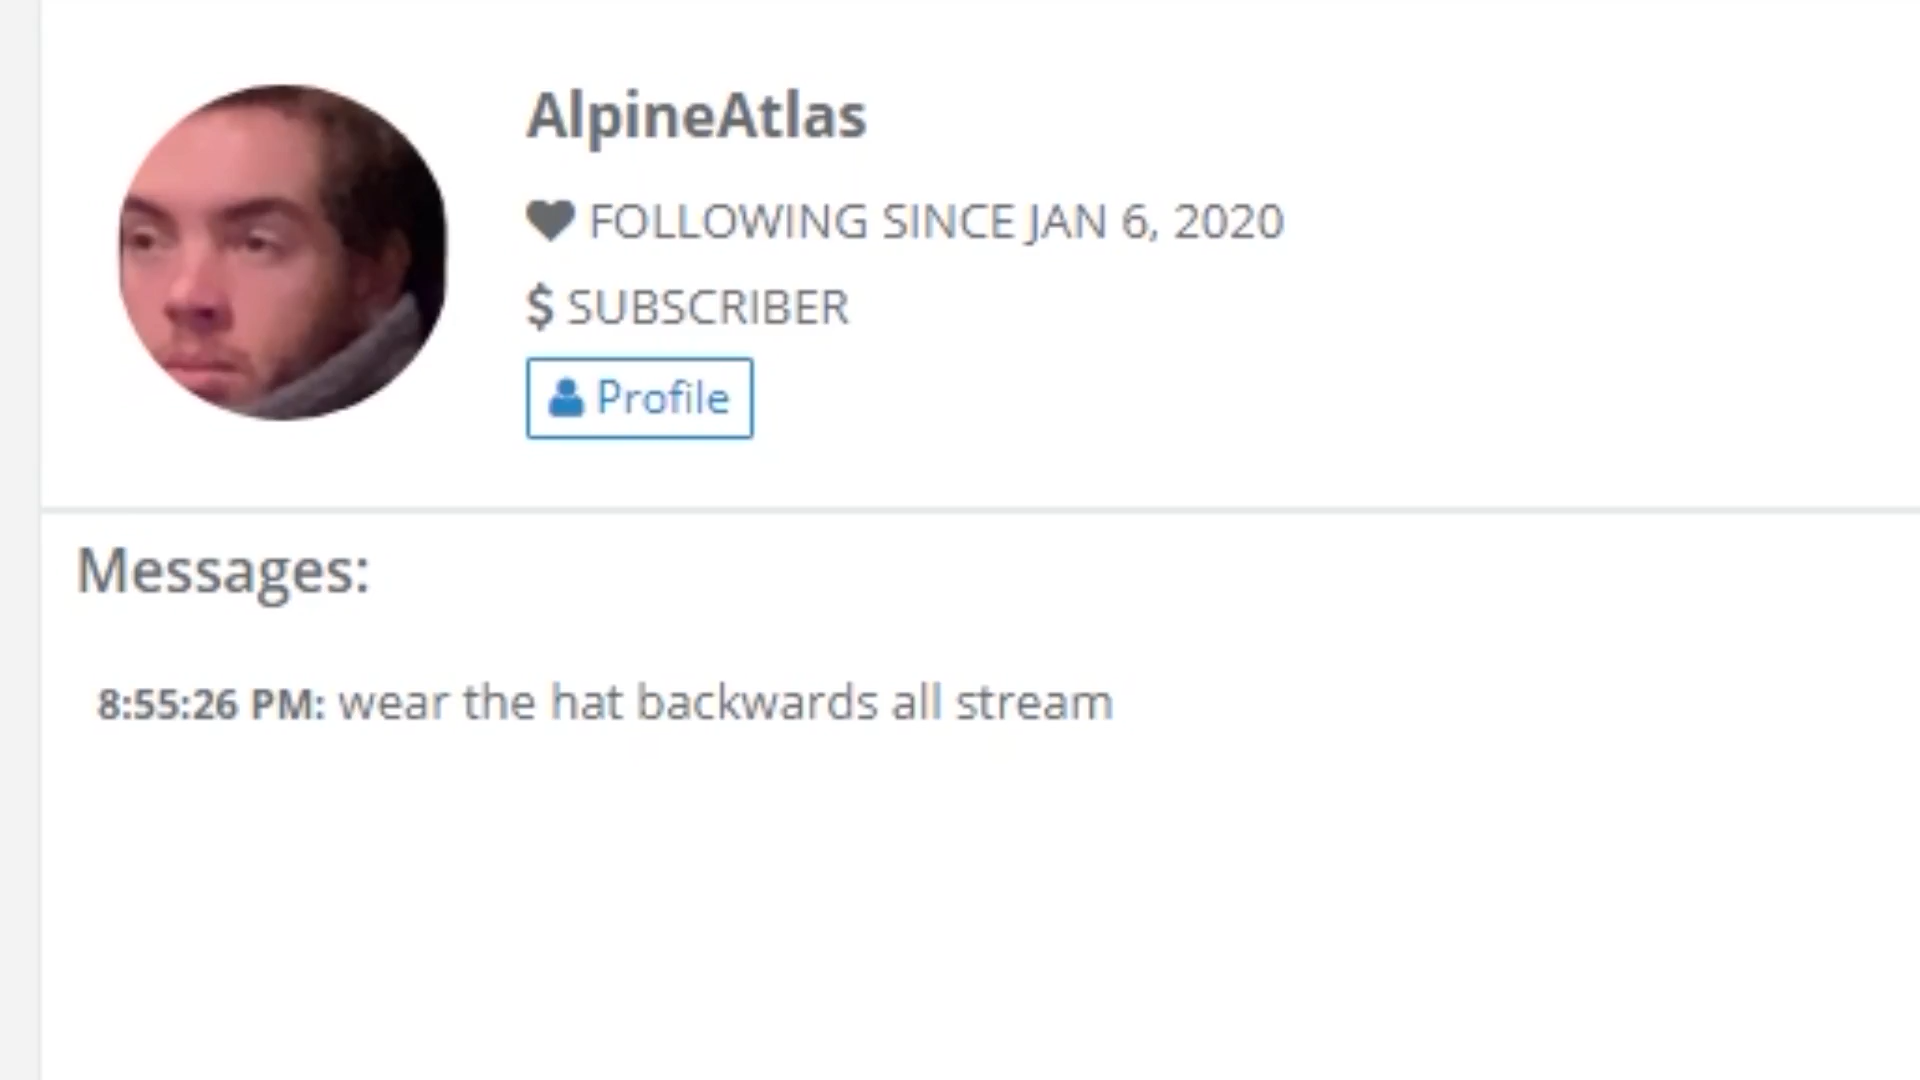 AlpineAtlas
FOLLOWING SINCE JAN 6, 2020
$ SUBSCRIBER
Profile
Messages:
8:55:26 PM: wear the hat backwards all stream